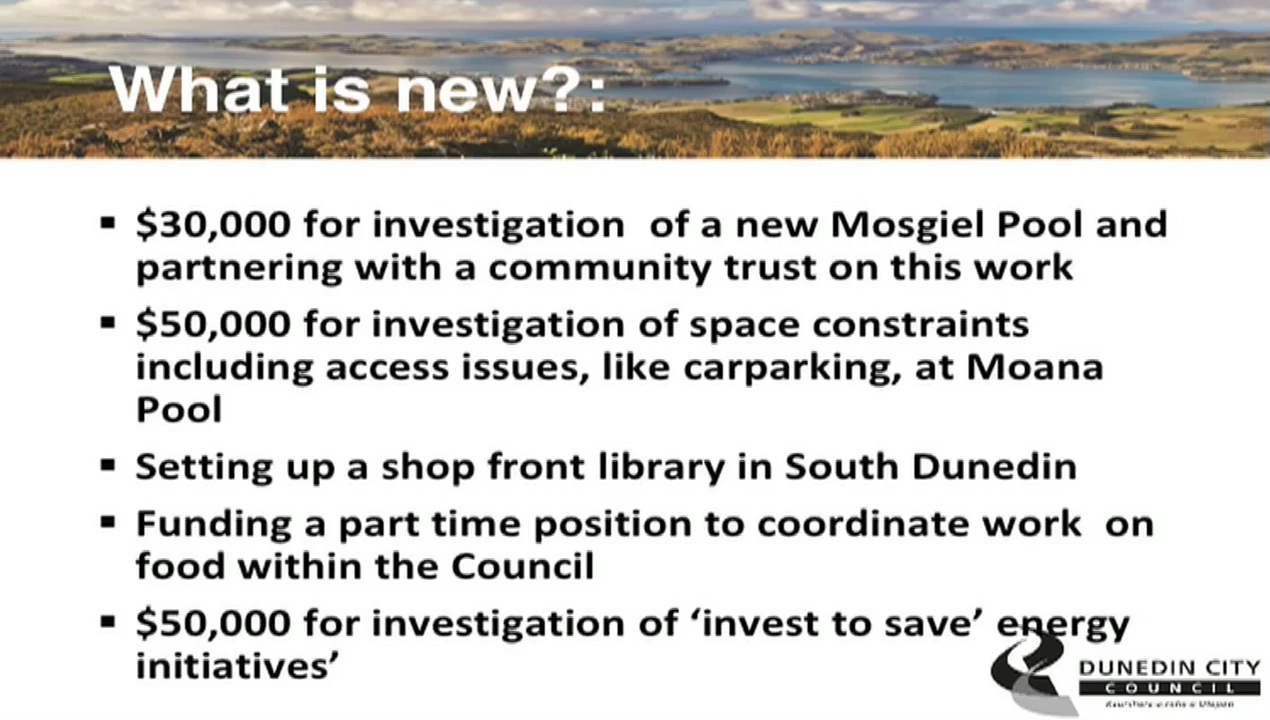 What is new?:
▪ $30,000 for investigation of a new Mosgiel Pool and
partnering with a community trust on this work
▪ $50,000 for investigation of space constraints
including access issues, like carparking, at Moana
Pool
▪ Setting up a shop front library in South Dunedin
▪ Funding a part time position to coordinate work on
food within the Council
▪ $50,000 for investigation of ‘invest to save’ energy
initiatives’
DUNEDIN CITY
COUNCIL